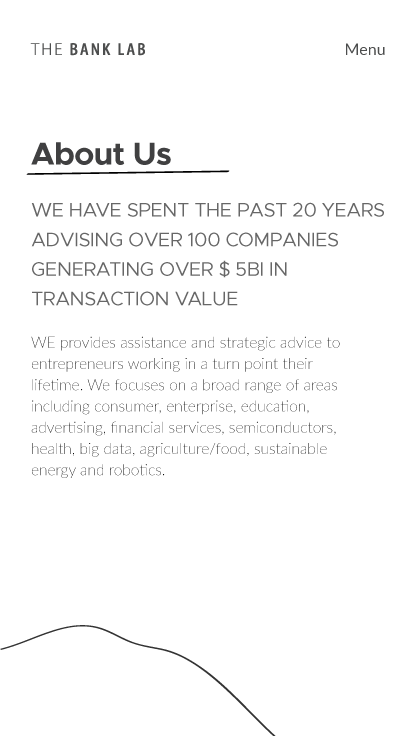 THE BANK LAB
Menu
About Us
WE HAVE SPENT THE PAST 20 YEARS
ADVISING OVER 100 COMPANIES
GENERATING OVER $ 5BI IN
TRANSACTION VALUE
WE provides assistance and strategic advice to
entrepreneurs working in a turn point their
lifetime. We focuses on a broad range of areas
including consumer, enterprise, education,
advertising, financial services, semiconductors,
health, big data, agriculture/food, sustainable
energy and robotics.